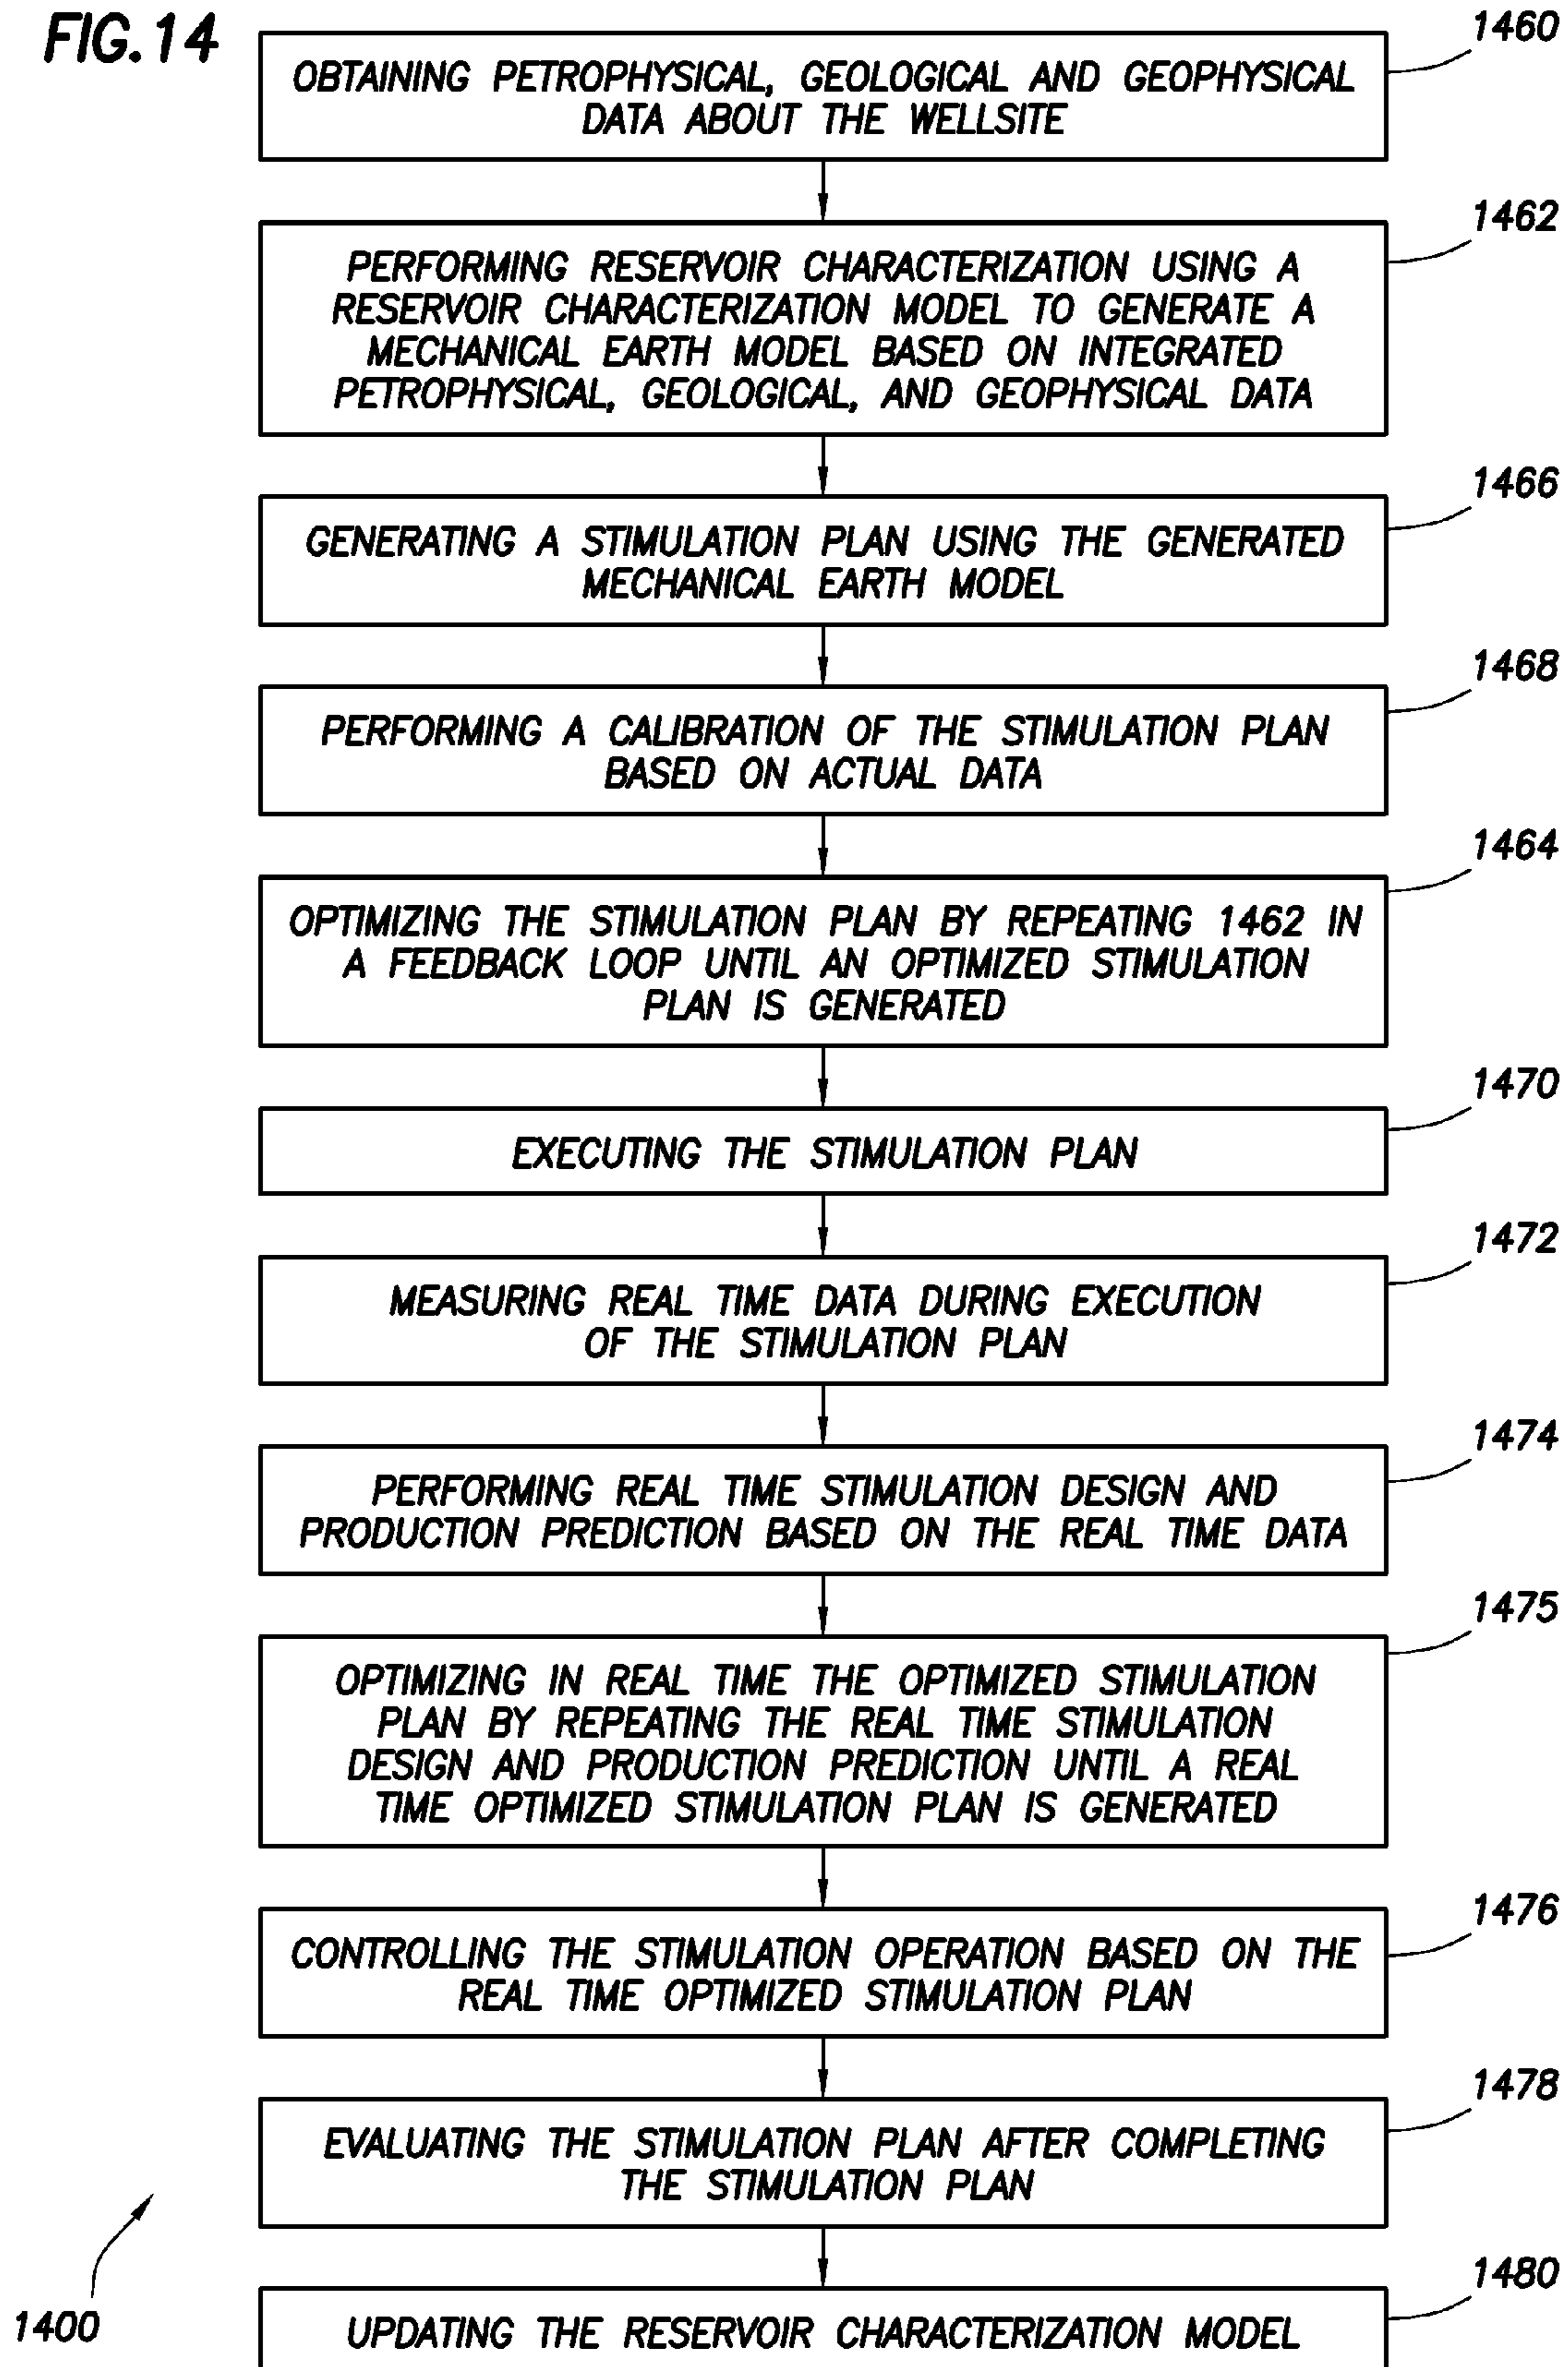 FIG.14
1460
OBTAINING PETROPHYSICAL, GEOLOGICAL AND GEOPHYSICAL
DATA ABOUT THE WELLSITE
1462
PERFORMING RESERVOIR CHARACTERIZATION USING A
RESERVOIR CHARACTERIZATION MODEL TO GENERATE A
MECHANICAL EARTH MODEL BASED ON INTEGRATED
PETROPHYSICAL, GEOLOGICAL, AND GEOPHYSICAL DATA
1466
GENERATING A STIMULATION PLAN USING THE GENERATED
MECHANICAL EARTH MODEL
1468
PERFORMING A CALIBRATION OF THE STIMULATION PLAN
BASED ON ACTUAL DATA
1464
OPTIMIZING THE STIMULATION PLAN BY REPEATING 1462 IN
A FEEDBACK LOOP UNTIL AN OPTIMIZED STIMULATION
PLAN IS GENERATED
1470
EXECUTING THE STIMULATION PLAN
1472
MEASURING REAL TIME DATA DURING EXECUTION
OF THE STIMULATION PLAN
1474
PERFORMING REAL TIME STIMULATION DESIGN AND
PRODUCTION PREDICTION BASED ON THE REAL TIME DATA
1475
OPTIMIZING IN REAL TIME THE OPTIMIZED STIMULATION
PLAN BY REPEATING THE REAL TIME STIMULATION
DESIGN AND PRODUCTION PREDICTION UNTIL A REAL
TIME OPTIMIZED STIMULATION PLAN IS GENERATED
1476
CONTROLLING THE STIMULATION OPERATION BASED ON THE
REAL TIME OPTIMIZED STIMULATION PLAN
1478
EVALUATING THE STIMULATION PLAN AFTER COMPLETING
THE STIMULATION PLAN
1480
UPDATING THE RESERVOIR CHARACTERIZATION MODEL
1400